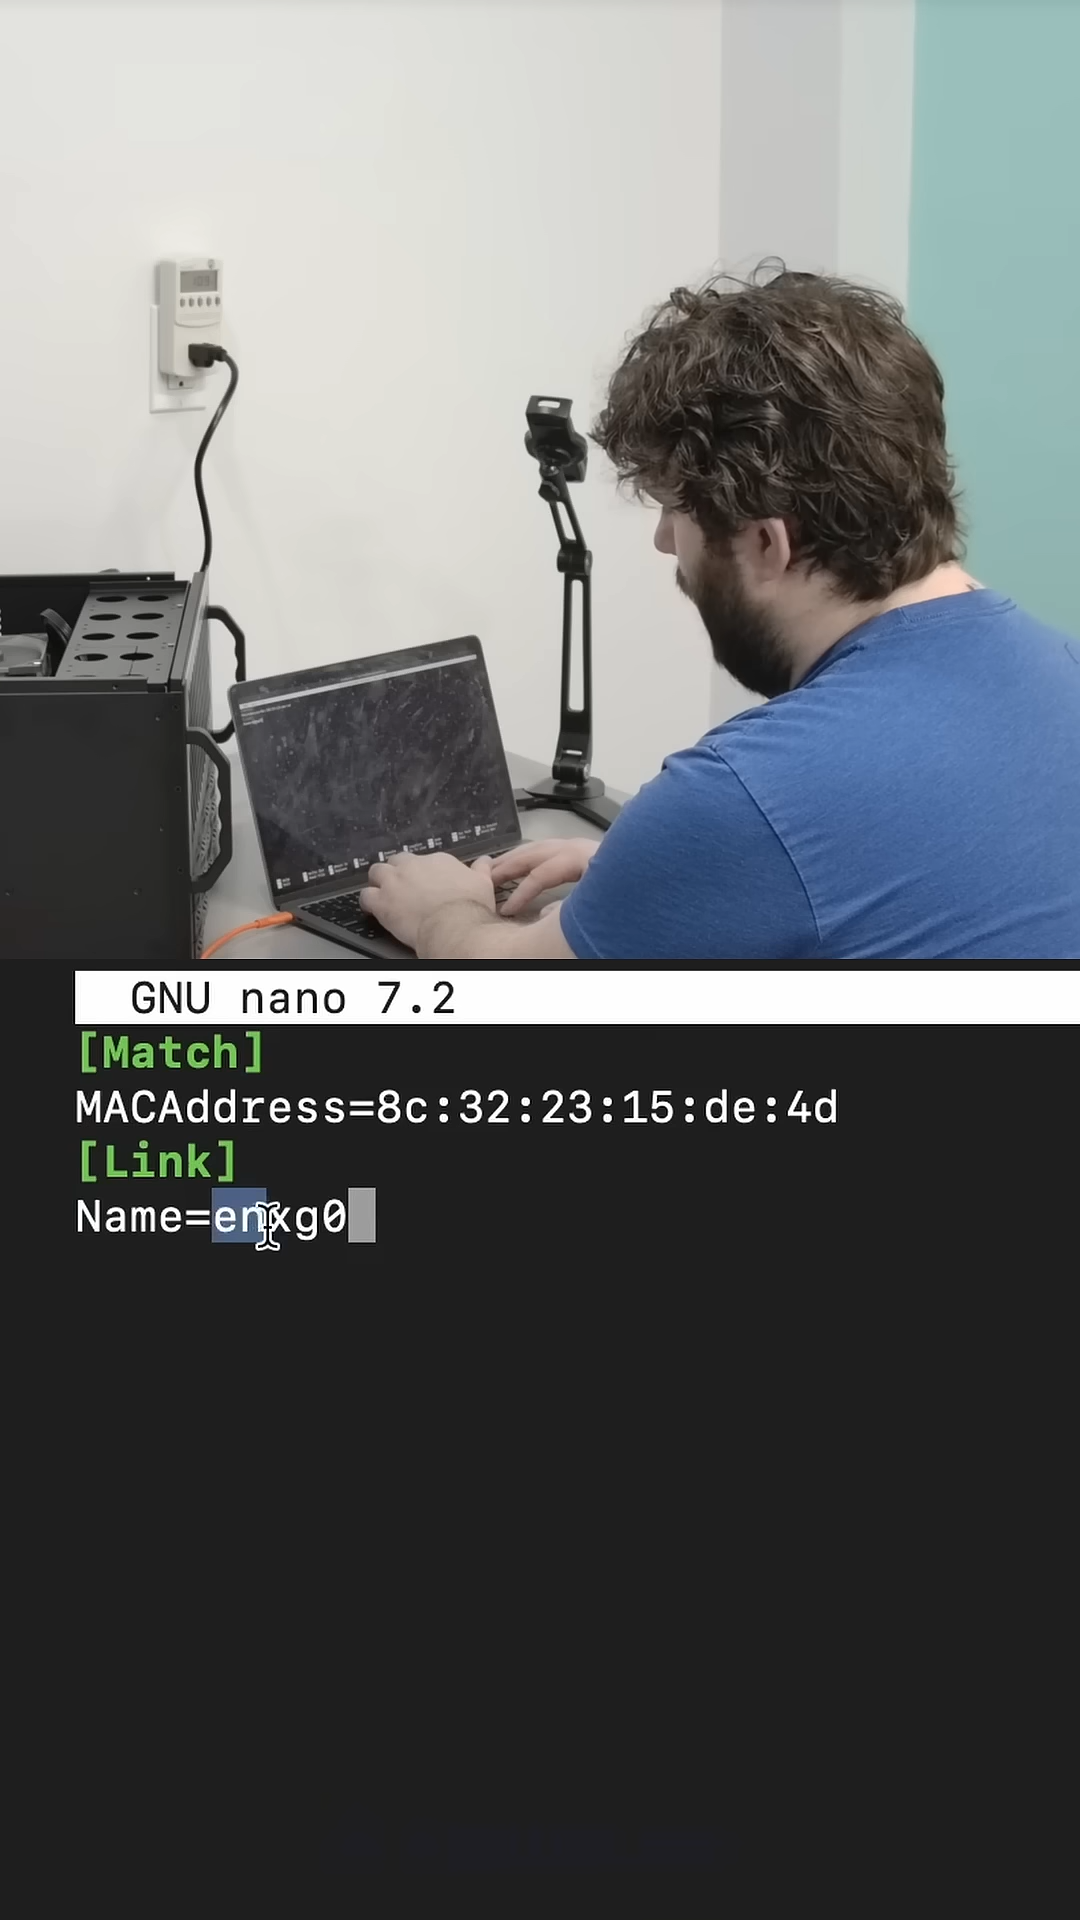 GNU nano 7.2
[Match]
MACAddress=8c:32:23:15:de:4d
[Link]
Name=enxg0